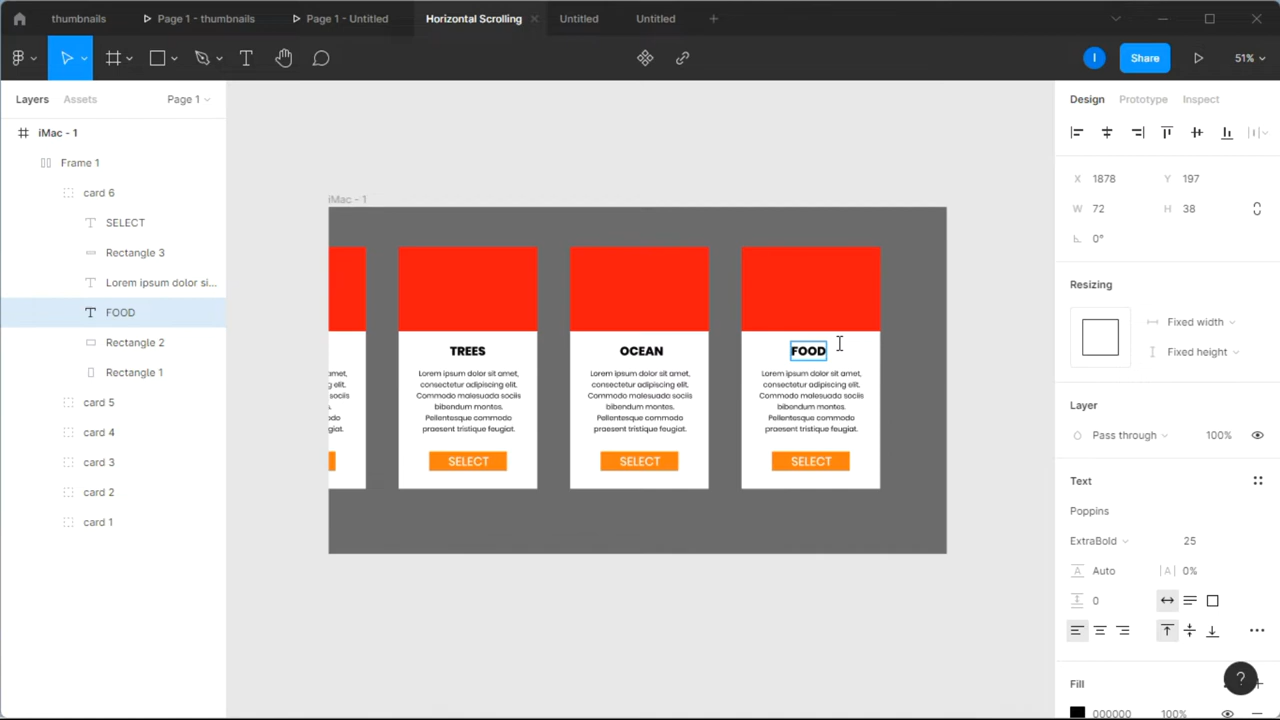 thumbnails
Page 1 - thumbnails
Page 1 - Untitled
Horizontal Scrolling
Untitled
Untitled
I
Share
51%
Layers
Assets
Page 1
Design
Prototype
Inspect
iMac - 1
Frame 1
card 6
SELECT
Rectangle 3
Lorem ipsum dolor si...
FOOD
Rectangle 2
Rectangle 1
card 5
card 4
card 3
card 2
card 1
iMac - 1
amet,
g elit.
ociis
odo
giat.
TREES
Lorem ipsum dolor sit amet,
consectetur adipiscing elit.
Commodo malesuada sociis
bibendum montes.
Pellentesque commodo
praesent tristique feugiat.
SELECT
OCEAN
Lorem ipsum dolor sit amet,
consectetur adipiscing elit.
Commodo malesuada sociis
bibendum montes.
Pellentesque commodo
praesent tristique feugiat.
SELECT
FOOD
Lorem ipsum dolor sit amet,
consectetur adipiscing elit.
Commodo malesuada sociis
bibendum montes.
Pellentesque commodo
praesent tristique feugiat.
SELECT
X 1878 Y 197
W 72 H 38
0°
Resizing
Fixed width
Fixed height
Layer
Pass through 100%
Text
Poppins
ExtraBold 25
Auto |A| 0%
0
Fill
000000 100%
?